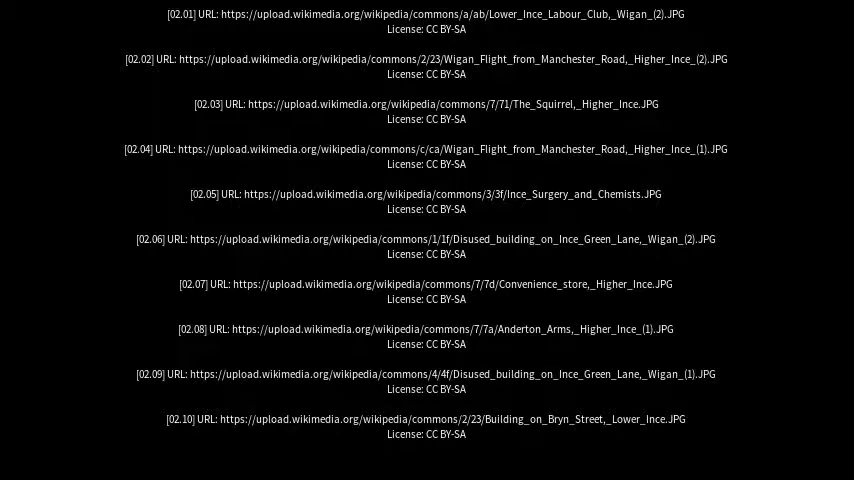 [02.01] URL: https://upload.wikimedia.org/wikipedia/commons/a/ab/Lower_Ince_Labour_Club,_Wigan_(2).JPG
License: CC BY-SA
[02.02] URL: https://upload.wikimedia.org/wikipedia/commons/2/23/Wigan_Flight_from_Manchester_Road,_Higher_Ince_(2).JPG
License: CC BY-SA
[02.03] URL: https://upload.wikimedia.org/wikipedia/commons/7/71/The_Squirrel,_Higher_Ince.JPG
License: CC BY-SA
[02.04] URL: https://upload.wikimedia.org/wikipedia/commons/c/ca/Wigan_Flight_from_Manchester_Road,_Higher_Ince_(1).JPG
License: CC BY-SA
[02.05] URL: https://upload.wikimedia.org/wikipedia/commons/3/3f/Ince_Surgery_and_Chemists.JPG
License: CC BY-SA
[02.06] URL: https://upload.wikimedia.org/wikipedia/commons/1/1f/Disused_building_on_Ince_Green_Lane,_Wigan_(2).JPG
License: CC BY-SA
[02.07] URL: https://upload.wikimedia.org/wikipedia/commons/7/7d/Convenience_store,_Higher_Ince.JPG
License: CC BY-SA
[02.08] URL: https://upload.wikimedia.org/wikipedia/commons/7/7a/Anderton_Arms,_Higher_Ince_(1).JPG
License: CC BY-SA
[02.09] URL: https://upload.wikimedia.org/wikipedia/commons/4/4f/Disused_building_on_Ince_Green_Lane,_Wigan_(1).JPG
License: CC BY-SA
[02.10] URL: https://upload.wikimedia.org/wikipedia/commons/2/23/Building_on_Bryn_Street,_Lower_Ince.JPG
License: CC BY-SA